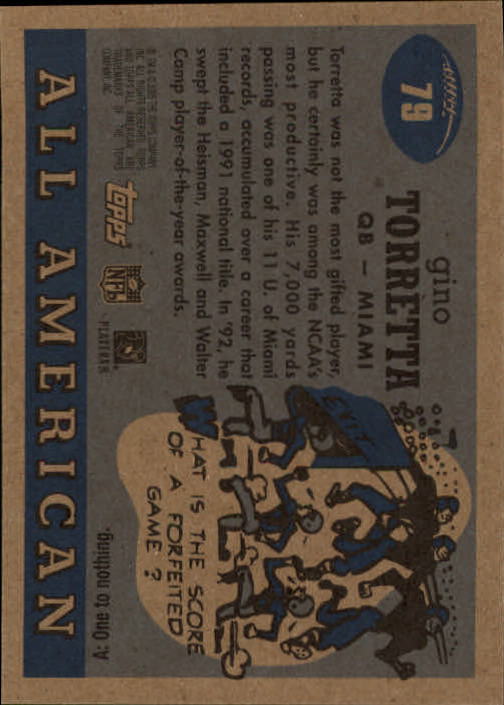 79
gino
TORRETTA
QB – MIAMI
Torretta was not the most gifted player,
but he certainly was among the NCAA's
most productive. His 7,000 yards
passing was one of his 11 U. of Miami
records, accumulated over a career that
included a 1991 national title. In '92, he
swept the Heisman, Maxwell and Walter
Camp player-of-the-year awards.
EXIT
WHAT IS THE SCORE
OF A FORFEITED
GAME?
A: One to nothing.
Topps
NFL
PLAYERS
ALL AMERICAN